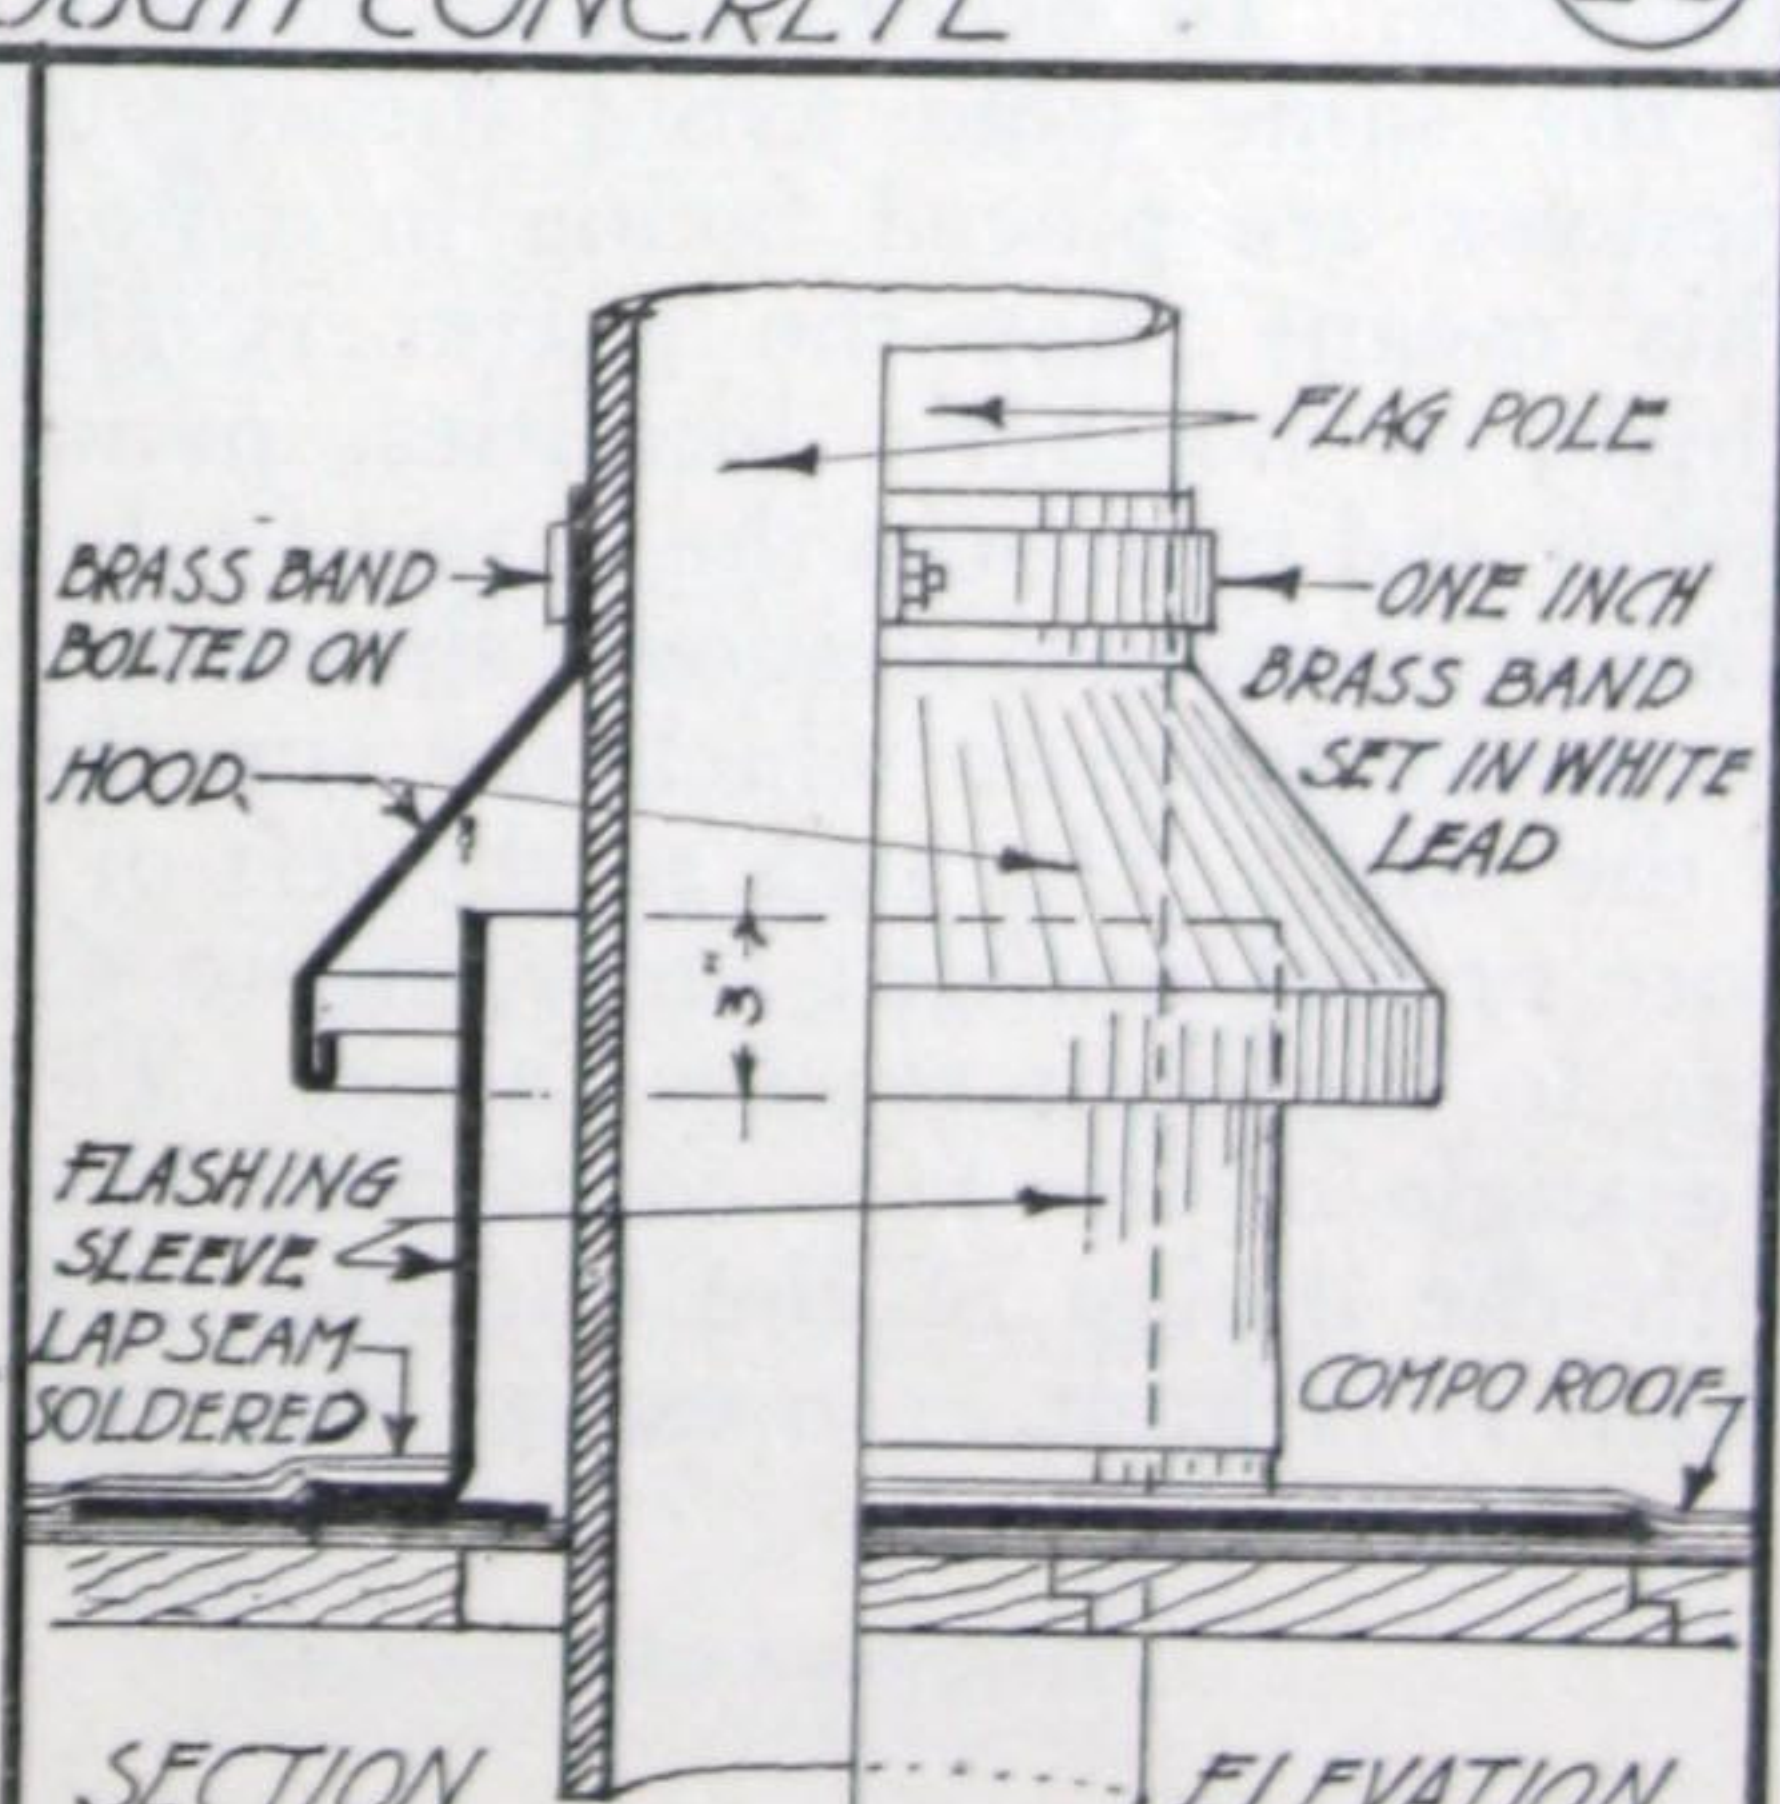 CONCRETE
FLAG POLE
BRASS BAND
BOLTED ON
ONE INCH
BRASS BAND
SET IN WHITE
LEAD
HOOD
3"
FLASHING
SLEEVE
LAP SEAM
SOLDERED
COMPO ROOF
SECTION
ELEVATION